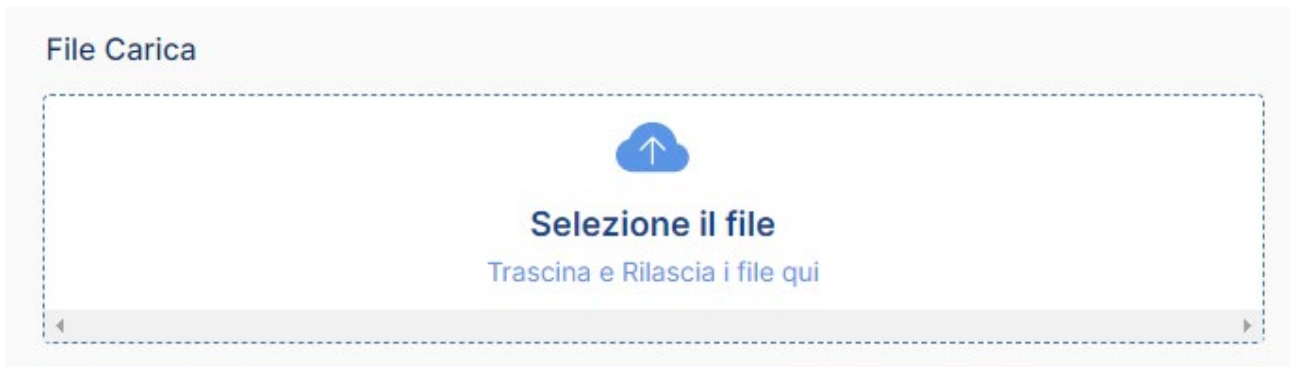 File Carica
Selezione il file
Trascina e Rilascia i file qui